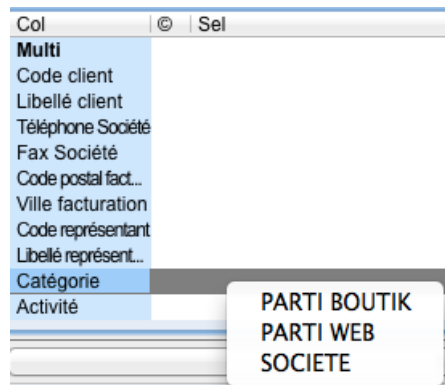 Col © Sel
Multi
Code client
Libellé client
Téléphone Société
Fax Société
Code postal fact...
Ville facturation
Code représentant
Libellé représent...
Catégorie
Activité
PARTI BOUTIK
PARTI WEB
SOCIETE